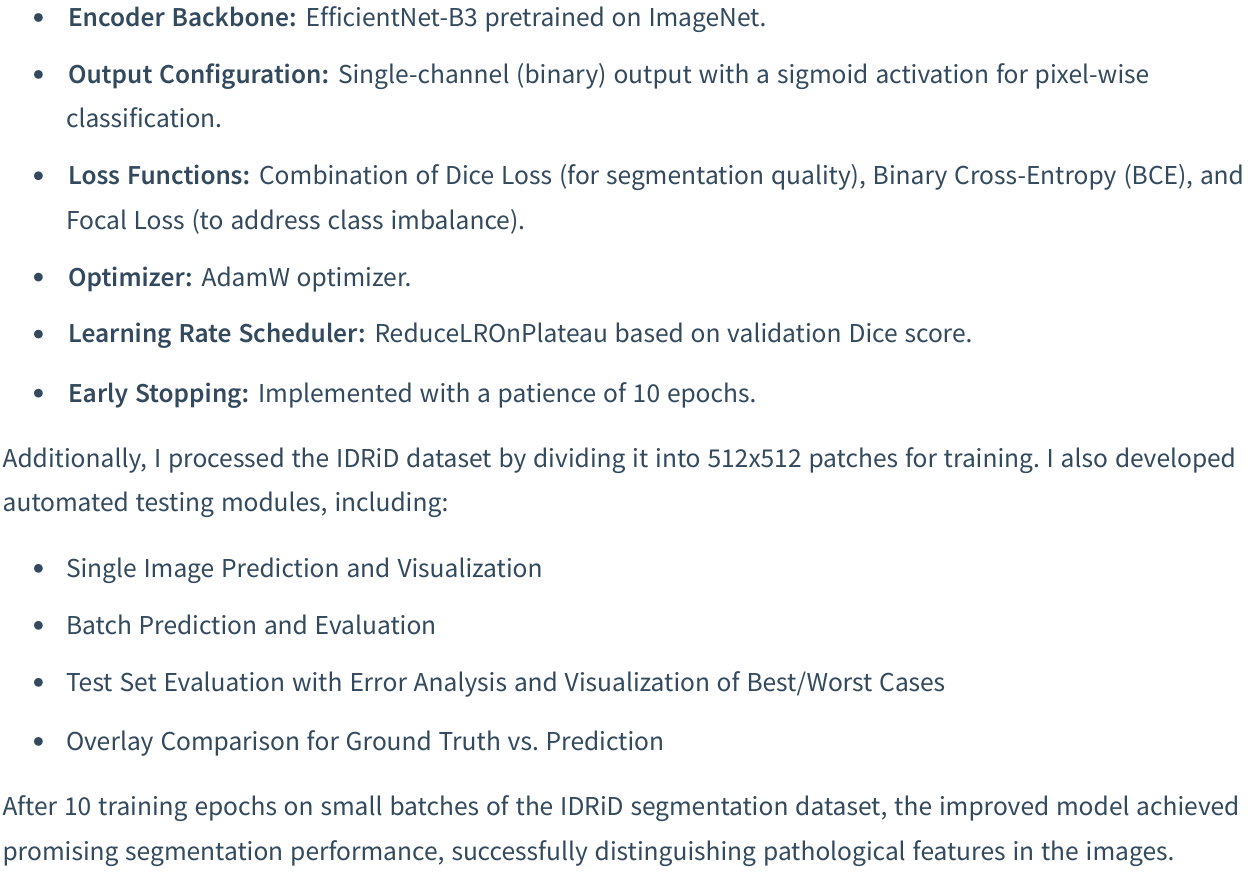 • Encoder Backbone: EfficientNet-B3 pretrained on ImageNet.
• Output Configuration: Single-channel (binary) output with a sigmoid activation for pixel-wise
classification.
• Loss Functions: Combination of Dice Loss (for segmentation quality), Binary Cross-Entropy (BCE), and
Focal Loss (to address class imbalance).
• Optimizer: AdamW optimizer.
• Learning Rate Scheduler: ReduceLROnPlateau based on validation Dice score.
• Early Stopping: Implemented with a patience of 10 epochs.
Additionally, I processed the IDRiD dataset by dividing it into 512x512 patches for training. I also developed
automated testing modules, including:
• Single Image Prediction and Visualization
• Batch Prediction and Evaluation
• Test Set Evaluation with Error Analysis and Visualization of Best/Worst Cases
• Overlay Comparison for Ground Truth vs. Prediction
After 10 training epochs on small batches of the IDRiD segmentation dataset, the improved model achieved
promising segmentation performance, successfully distinguishing pathological features in the images.